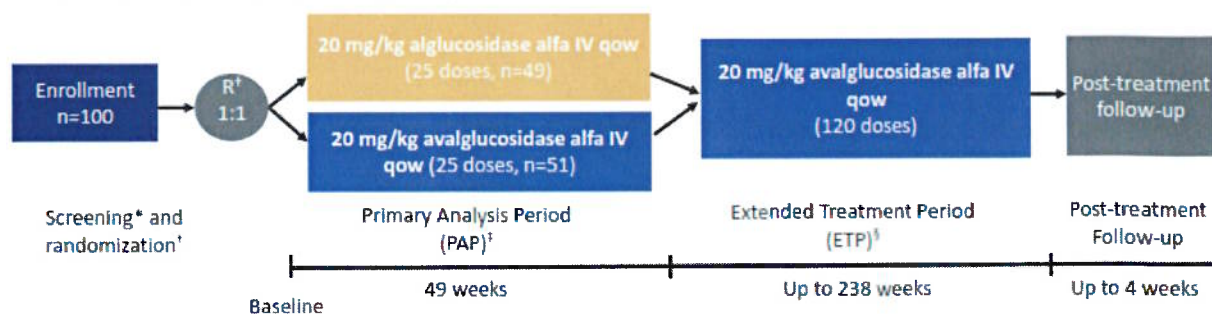 Enrollment
n=100
R†
1:1
20 mg/kg alglucosidase alfa IV qow
(25 doses, n=49)
20 mg/kg avalglucosidase alfa IV
qow (25 doses, n=51)
20 mg/kg avalglucosidase alfa IV
qow
(120 doses)
Post-treatment
follow-up
Screening* and
randomization†
Primary Analysis Period
(PAP)‡
Extended Treatment Period
(ETP)§
Post-treatment
Follow-up
Baseline
49 weeks
Up to 238 weeks
Up to 4 weeks